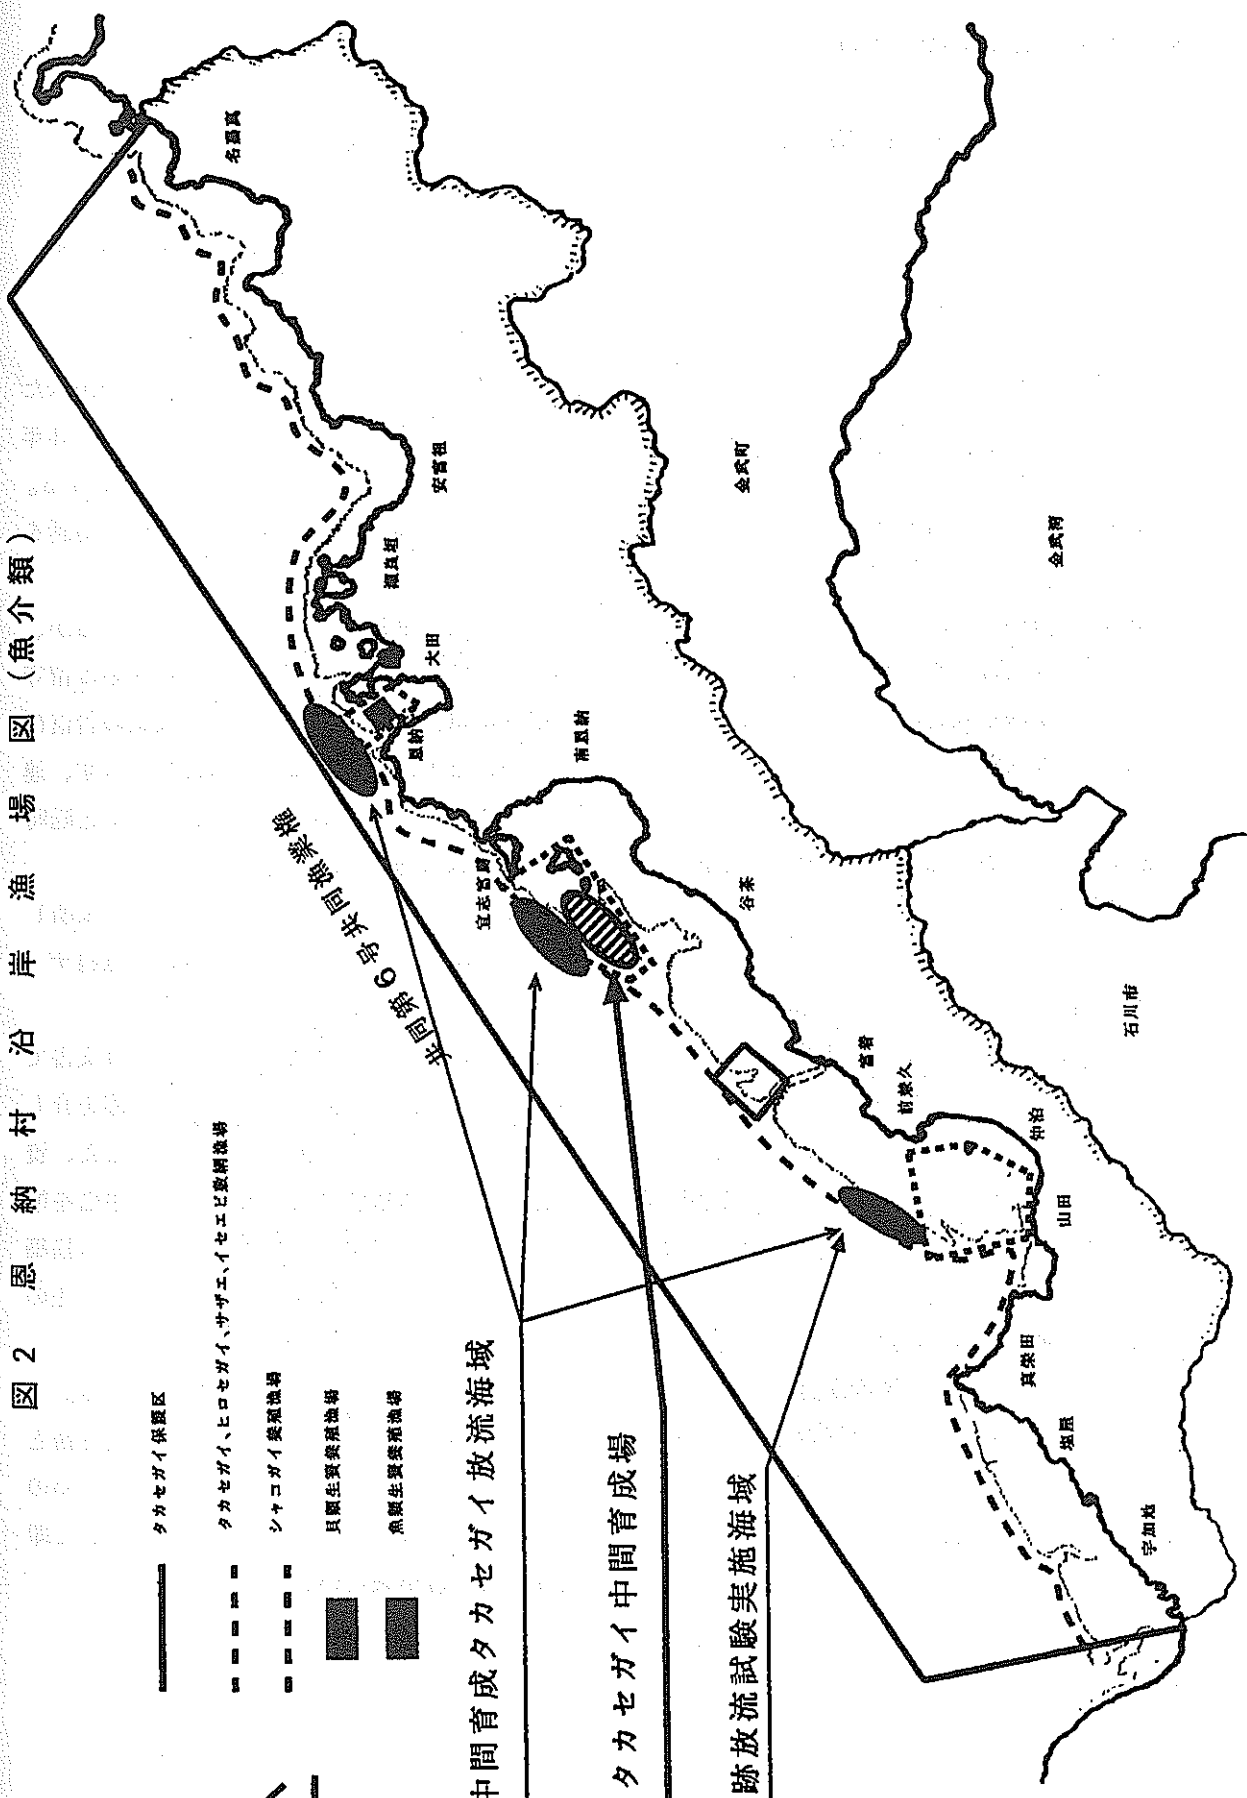 図2 恩納村沿岸漁場図(魚介類)
タカセガイ保護区
タカセガイ、ヒロセガイ、サザエ、イセエビ敷網漁場
シャコガイ養殖漁場
貝類生簀養殖漁場
魚類生簀養殖漁場
中間育成タカセガイ放流海域
タカセガイ中間育成場
跡放流試験実施海域
共同第6号共同漁業権
名嘉真
安富祖
瀬良垣
大田
恩納
南恩納
宜志富島
谷茶
富着
前兼久
仲泊
山田
真栄田
塩屋
宇加地
金武町
金武湾
石川市